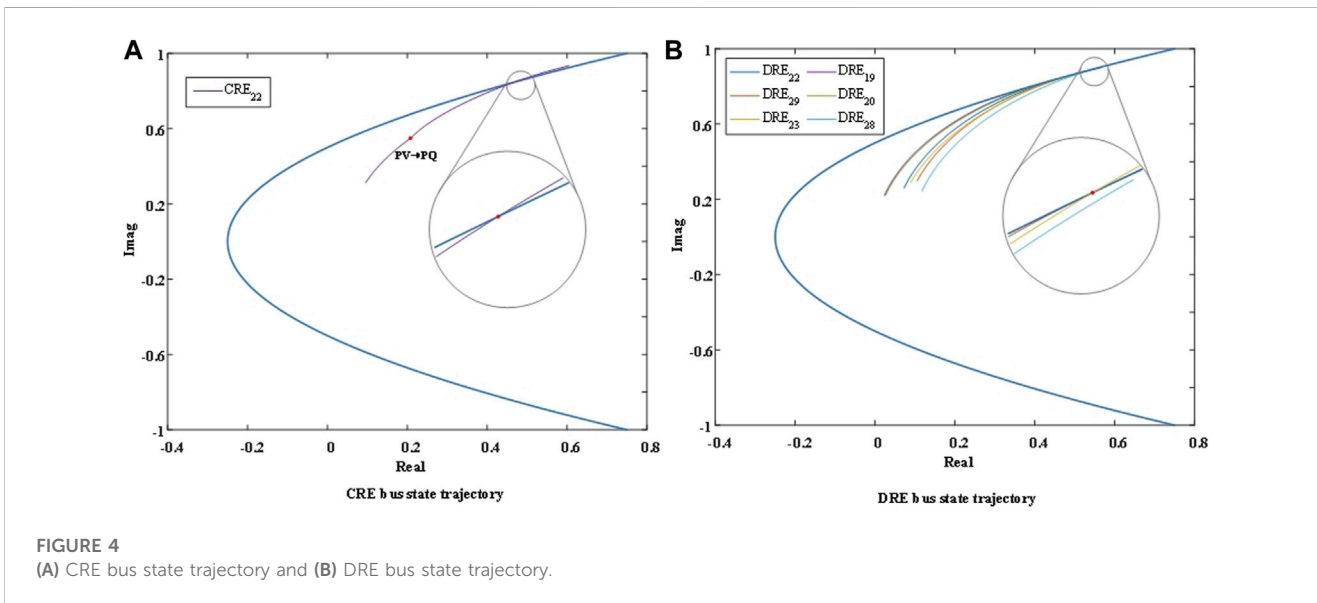 A
B
CRE22
DRE22 DRE19
DRE29 DRE20
DRE23 DRE28
PV→PQ
1
0.6
0.2
-0.2
-0.6
-1
Imag
-0.4 -0.2 0 0.2 0.4 0.6 0.8
Real
CRE bus state trajectory
1
0.6
0.2
-0.2
-0.6
-1
Imag
-0.4 -0.2 0 0.2 0.4 0.6 0.8
Real
DRE bus state trajectory
FIGURE 4
(A) CRE bus state trajectory and (B) DRE bus state trajectory.